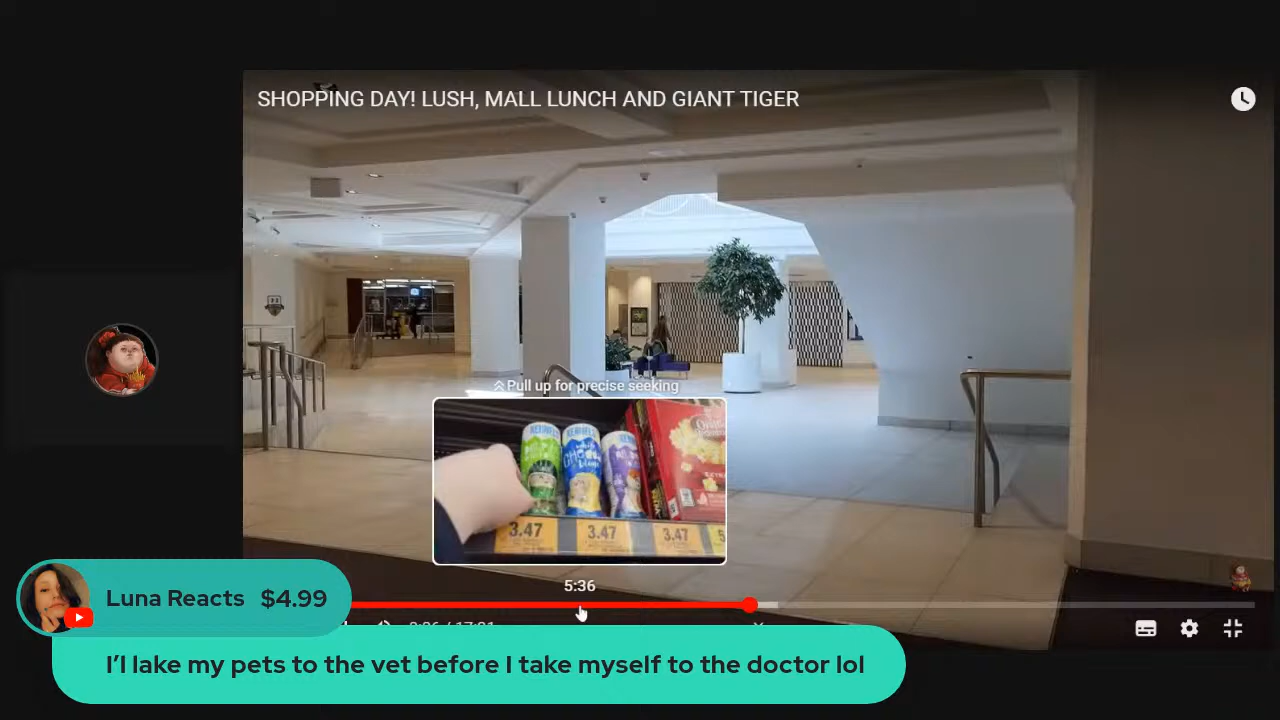 SHOPPING DAY! LUSH, MALL LUNCH AND GIANT TIGER
Pull up for precise seeking
KERNELS
KERNELS
3.47
3.47
3.47
5:36
Luna Reacts $4.99
I'l lake my pets to the vet before I take myself to the doctor lol